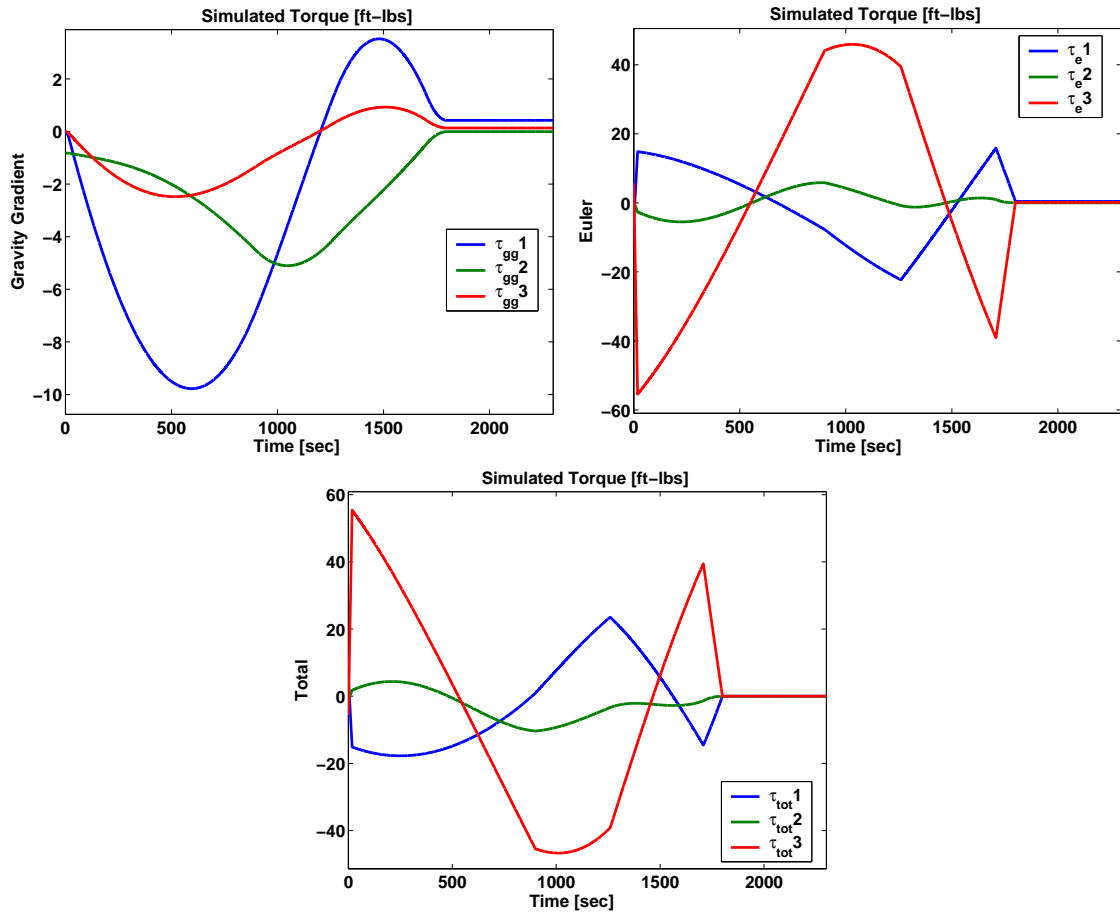 Simulated Torque [ft−lbs]
2
0
−2
−4
−6
−8
−10
Gravity Gradient
τgg1
τgg2
τgg3
0 500 1000 1500 2000
Time [sec]
Simulated Torque [ft−lbs]
40
20
0
−20
−40
−60
Euler
τe1
τe2
τe3
0 500 1000 1500 2000
Time [sec]
Simulated Torque [ft−lbs]
60
40
20
0
−20
−40
Total
τtot1
τtot2
τtot3
0 500 1000 1500 2000
Time [sec]